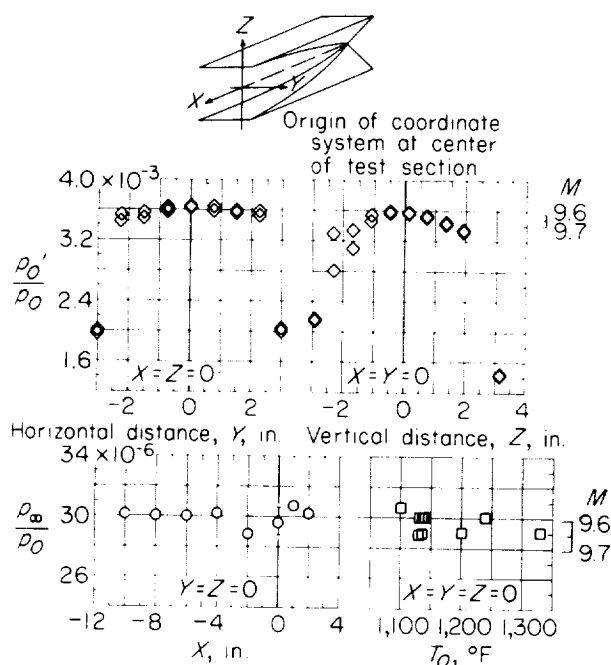 Z
X
Y
Origin of coordinate
system at center
of test section
4.0 × 10⁻³
3.2
2.4
1.6
p₀′
p₀
M
9.6
9.7
X = Z = 0
X = Y = 0
-2 0 2 4
-2 0 2 4
Horizontal distance, Y, in.
Vertical distance, Z, in.
34 × 10⁻⁶
30
26
p∞
p₀
M
9.6
9.7
Y = Z = 0
X = Y = Z = 0
-12 -8 -4 0 4
1,100 1,200 1,300
X, in.
T₀, °F